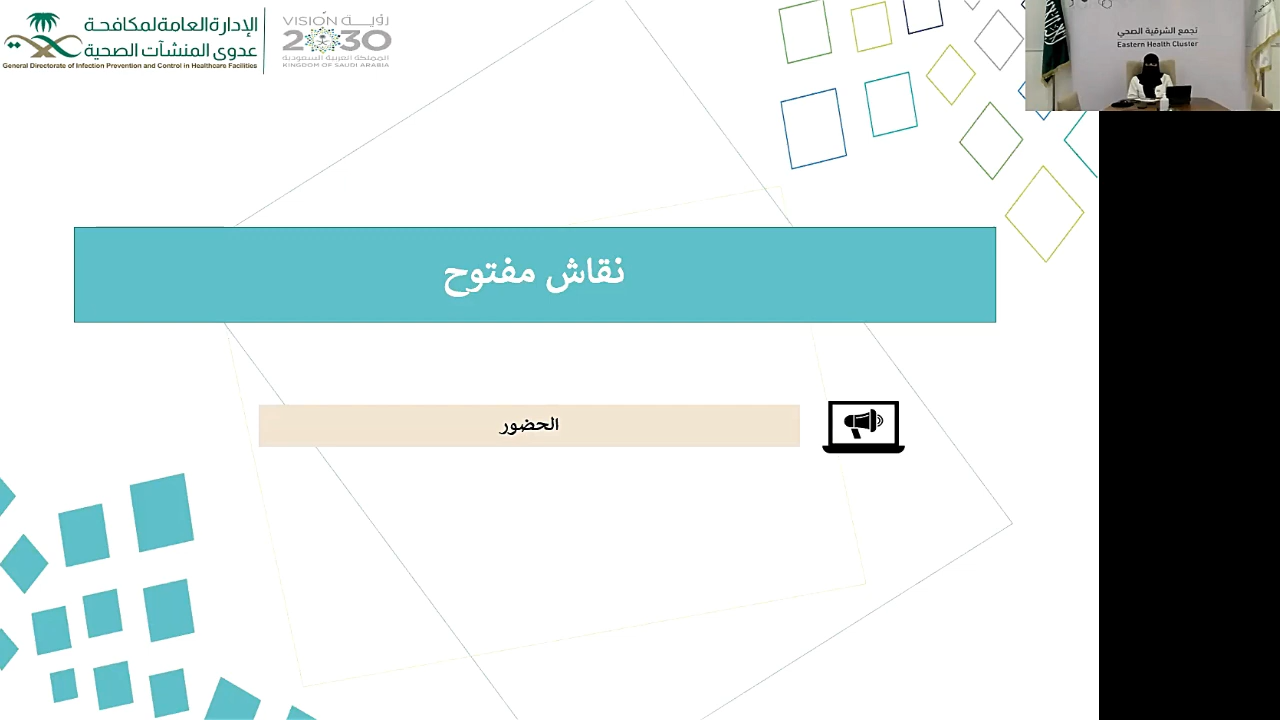 الإدارة العامة لمكافحة
عدوى المنشآت الصحية
General Directorate of Infection Prevention and Control in Healthcare Facilities
VISION رؤية
2030
المملكة العربية السعودية
KINGDOM OF SAUDI ARABIA
تجمع الشرقية الصحي
Eastern Health Cluster
نقاش مفتوح
الحضور